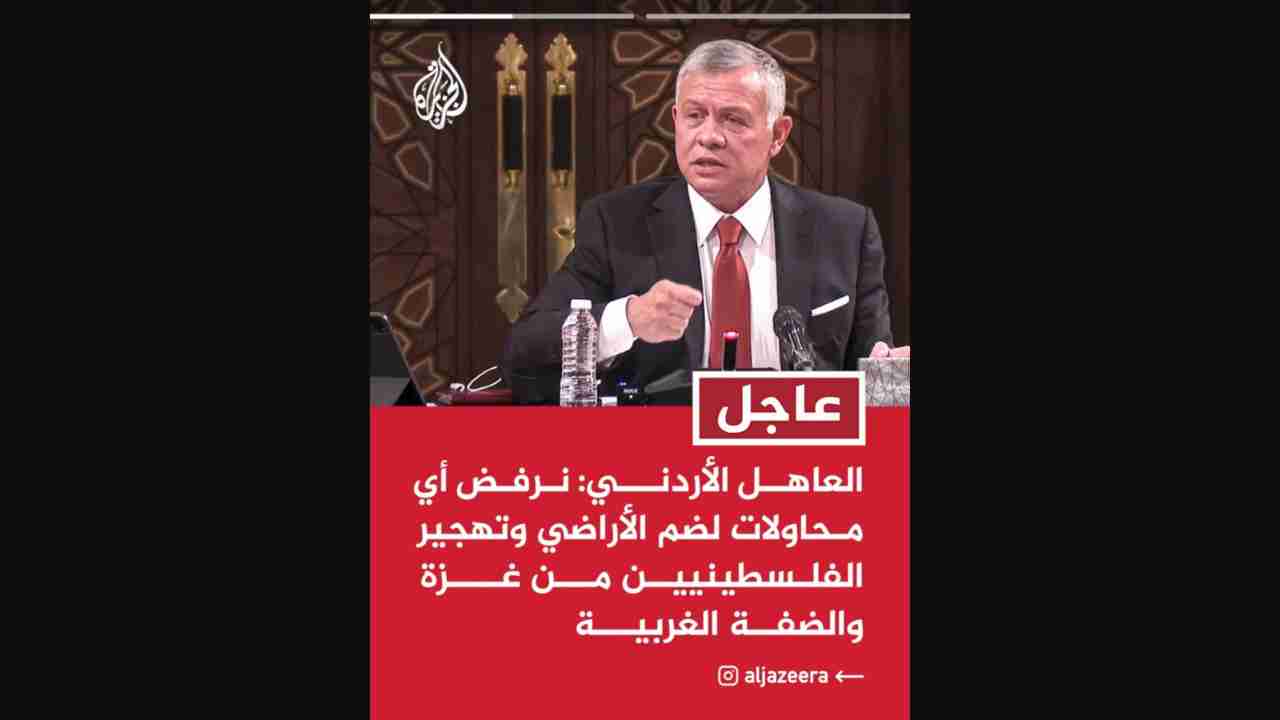 الجزيرة
عاجل
العاهل الأردني: نرفض أي
محاولات لضم الأراضي وتهجير
الفلسطينيين من غزة
والضفة الغربية
aljazeera